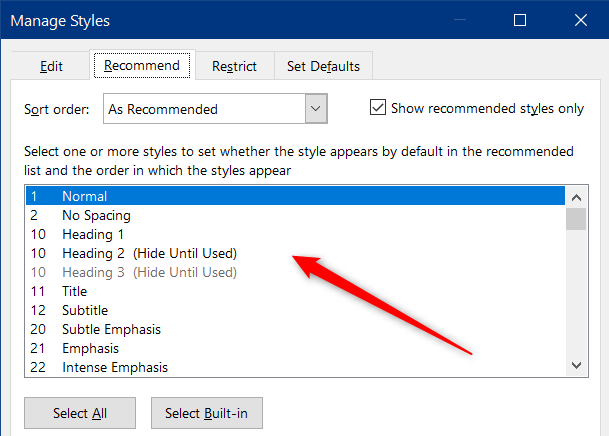 Manage Styles
Edit Recommend Restrict Set Defaults
Sort order: As Recommended Show recommended styles only
Select one or more styles to set whether the style appears by default in the recommended
list and the order in which the styles appear
1 Normal
2 No Spacing
10 Heading 1
10 Heading 2 (Hide Until Used)
10 Heading 3 (Hide Until Used)
11 Title
12 Subtitle
20 Subtle Emphasis
21 Emphasis
22 Intense Emphasis
Select All Select Built-in